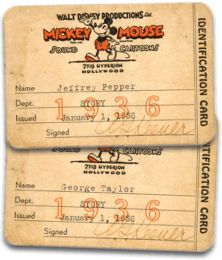 WALT DISNEY PRODUCTIONS Ltd.
MICKEY MOUSE
SOUND CARTOONS
2719 HYPERION
HOLLYWOOD
IDENTIFICATION CARD
Name Jeffrey Pepper
Dept. STORY
1936
Issued January 1, 1936
Signed
SOUND CARTOONS
2719 HYPERION
HOLLYWOOD
IDENTIFICATION CARD
Name George Taylor
Dept. STORY
1936
Issued January 1, 1936
Signed